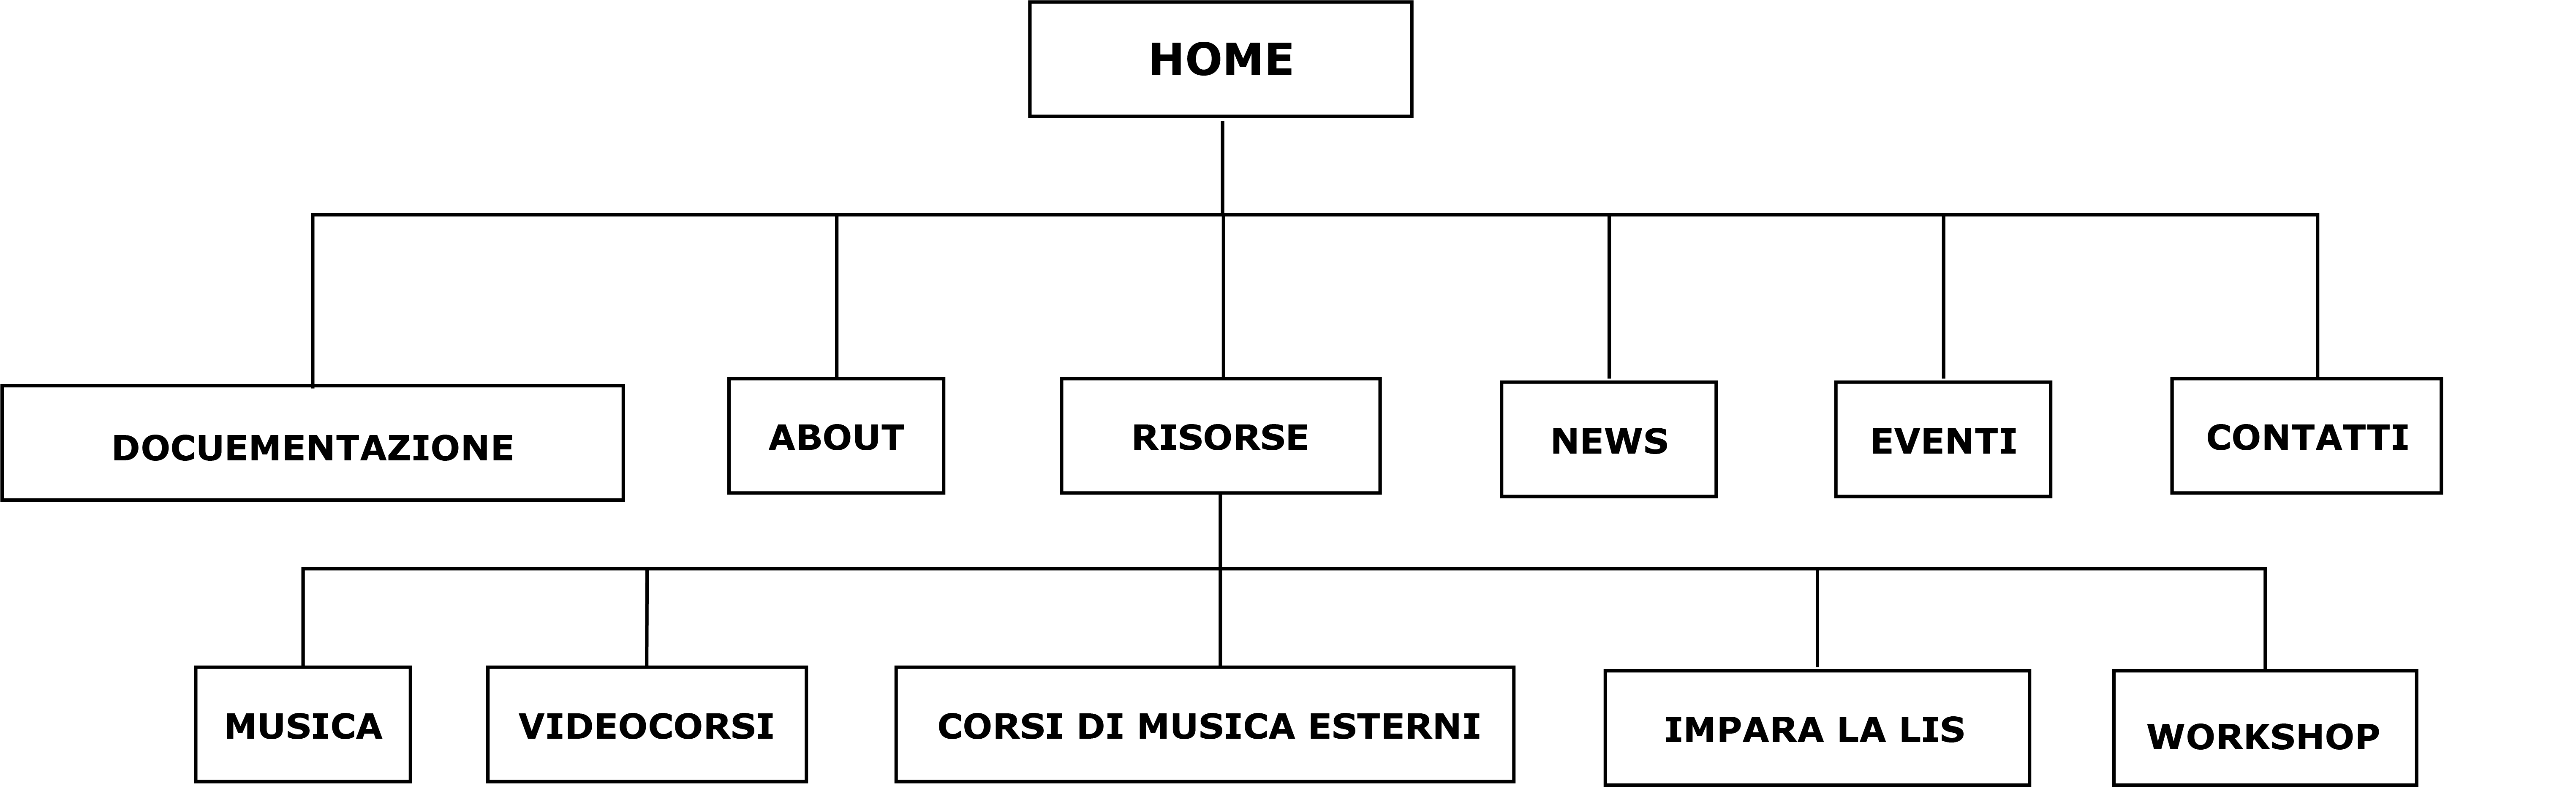 HOME
DOCUEMENTAZIONE
ABOUT
RISORSE
NEWS
EVENTI
CONTATTI
MUSICA
VIDEOCORSI
CORSI DI MUSICA ESTERNI
IMPARA LA LIS
WORKSHOP